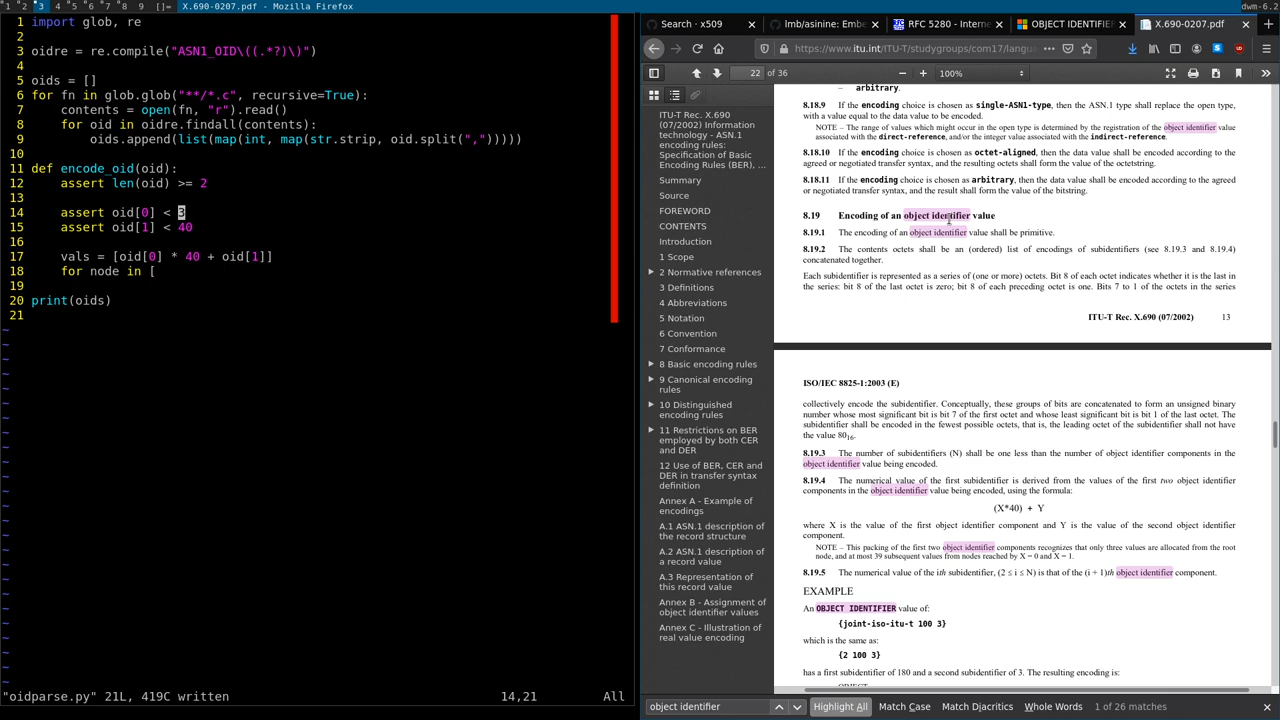 1 2 3 4 5 6 7 8 9 []= X.690-0207.pdf - Mozilla Firefox dwm-6.2
1 import glob, re
2
3 oidre = re.compile("ASN1_OID\((.*?)\)")
4
5 oids = []
6 for fn in glob.glob("**/*.c", recursive=True):
7     contents = open(fn, "r").read()
8     for oid in oidre.findall(contents):
9         oids.append(list(map(int, map(str.strip, oid.split(",")))))
10
11 def encode_oid(oid):
12     assert len(oid) >= 2
13
14     assert oid[0] < 3
15     assert oid[1] < 40
16
17     vals = [oid[0] * 40 + oid[1]]
18     for node in [
19
20 print(oids)
21
"oidparse.py" 21L, 419C written 14,21 All
Search · x509
lmb/asinine: Embe
RFC 5280 - Interne
OBJECT IDENTIFIER
X.690-0207.pdf
https://www.itu.int/ITU-T/studygroups/com17/langu
22 of 36
100%
ITU-T Rec. X.690
(07/2002) Information
technology - ASN.1
encoding rules:
Specification of Basic
Encoding Rules (BER), ...
Summary
Source
FOREWORD
CONTENTS
Introduction
1 Scope
2 Normative references
3 Definitions
4 Abbreviations
5 Notation
6 Convention
7 Conformance
8 Basic encoding rules
9 Canonical encoding
rules
10 Distinguished
encoding rules
11 Restrictions on BER
employed by both CER
and DER
12 Use of BER, CER and
DER in transfer syntax
definition
Annex A - Example of
encodings
A.1 ASN.1 description of
the record structure
A.2 ASN.1 description of
a record value
A.3 Representation of
this record value
Annex B - Assignment of
object identifier values
Annex C - Illustration of
real value encoding
– arbitrary.
8.18.9 If the encoding choice is chosen as single-ASN1-type, then the ASN.1 type shall replace the open type,
with a value equal to the data value to be encoded.
NOTE – The range of values which might occur in the open type is determined by the registration of the object identifier value
associated with the direct-reference, and/or the integer value associated with the indirect-reference.
8.18.10 If the encoding choice is chosen as octet-aligned, then the data value shall be encoded according to the
agreed or negotiated transfer syntax, and the resulting octets shall form the value of the octetstring.
8.18.11 If the encoding choice is chosen as arbitrary, then the data value shall be encoded according to the agreed
or negotiated transfer syntax, and the result shall form the value of the bitstring.
8.19 Encoding of an object identifier value
8.19.1 The encoding of an object identifier value shall be primitive.
8.19.2 The contents octets shall be an (ordered) list of encodings of subidentifiers (see 8.19.3 and 8.19.4)
concatenated together.
Each subidentifier is represented as a series of (one or more) octets. Bit 8 of each octet indicates whether it is the last in
the series: bit 8 of the last octet is zero; bit 8 of each preceding octet is one. Bits 7 to 1 of the octets in the series
ITU-T Rec. X.690 (07/2002) 13
ISO/IEC 8825-1:2003 (E)
collectively encode the subidentifier. Conceptually, these groups of bits are concatenated to form an unsigned binary
number whose most significant bit is bit 7 of the first octet and whose least significant bit is bit 1 of the last octet. The
subidentifier shall be encoded in the fewest possible octets, that is, the leading octet of the subidentifier shall not have
the value 80₁₆.
8.19.3 The number of subidentifiers (N) shall be one less than the number of object identifier components in the
object identifier value being encoded.
8.19.4 The numerical value of the first subidentifier is derived from the values of the first two object identifier
components in the object identifier value being encoded, using the formula:
(X*40) + Y
where X is the value of the first object identifier component and Y is the value of the second object identifier
component.
NOTE – This packing of the first two object identifier components recognizes that only three values are allocated from the root
node, and at most 39 subsequent values from nodes reached by X = 0 and X = 1.
8.19.5 The numerical value of the ith subidentifier, (2 ≤ i ≤ N) is that of the (i + 1)th object identifier component.
EXAMPLE
An OBJECT IDENTIFIER value of:
{joint-iso-itu-t 100 3}
which is the same as:
{2 100 3}
has a first subidentifier of 180 and a second subidentifier of 3. The resulting encoding is:
object identifier
Highlight All Match Case Match Diacritics Whole Words 1 of 26 matches